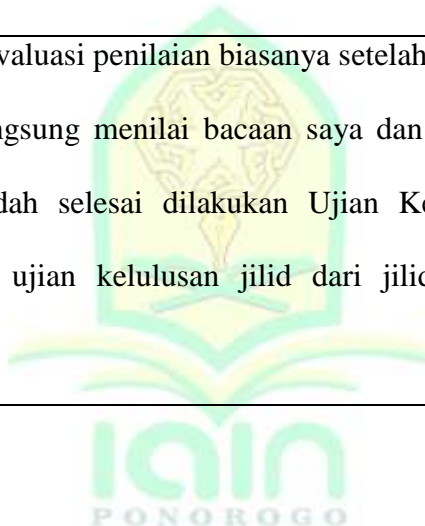 valuasi penilaian biasanya setelah
ngsung menilai bacaan saya dan
dah selesai dilakukan Ujian Ke
ujian kelulusan jilid dari jilid
iain
PONOROGO